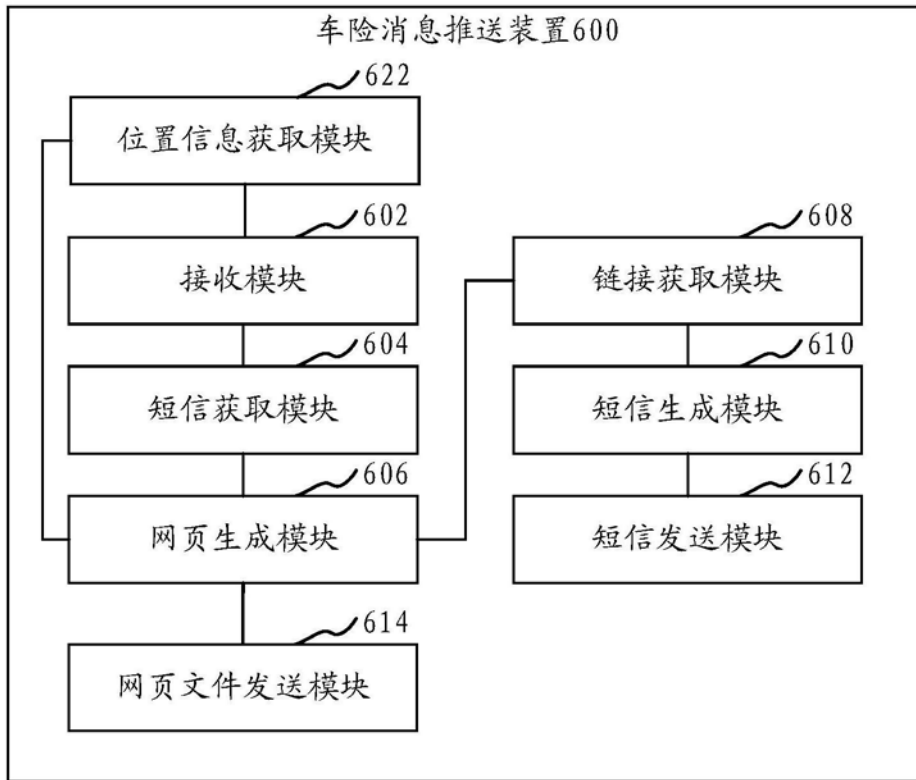 车险消息推送装置600
622
位置信息获取模块
602
接收模块
604
短信获取模块
606
网页生成模块
614
网页文件发送模块
608
链接获取模块
610
短信生成模块
612
短信发送模块